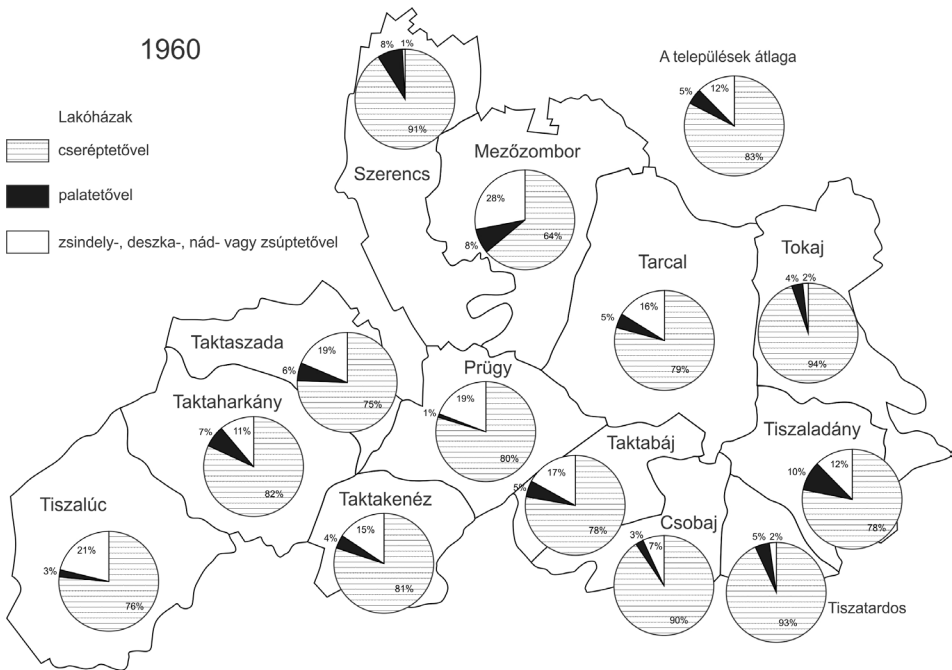 1960
Lakóházak
cseréptetővel
palatetővel
zsindely-, deszka-, nád- vagy zsúptetővel
8% 1%
91%
Szerencs
A települések átlaga
5% 12%
83%
Mezőzombor
28%
64%
8%
Tarcal
16%
5%
79%
Tokaj
4% 2%
94%
Taktaszada
19%
6%
75%
Prügy
19%
1%
80%
Taktaharkány
7% 11%
82%
Taktabáj
17%
5%
78%
Tiszaladány
12%
10%
78%
Tiszalúc
21%
3%
76%
Taktakenéz
15%
4%
81%
Csobaj
3% 7%
90%
5% 2%
93%
Tiszatardos